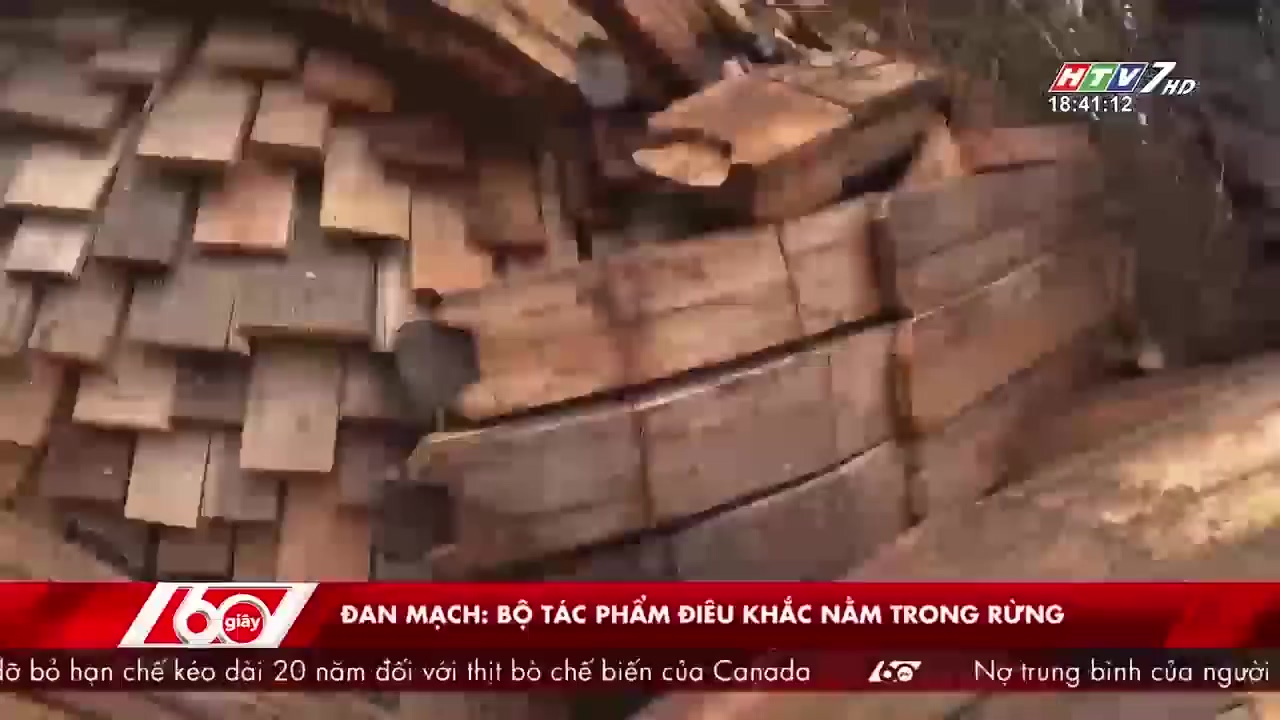 HTV7 HD
18:41:12
60 giây
ĐAN MẠCH: BỘ TÁC PHẨM ĐIÊU KHẮC NẰM TRONG RỪNG
dỡ bỏ hạn chế kéo dài 20 năm đối với thịt bò chế biến của Canada 60 giây Nợ trung bình của người